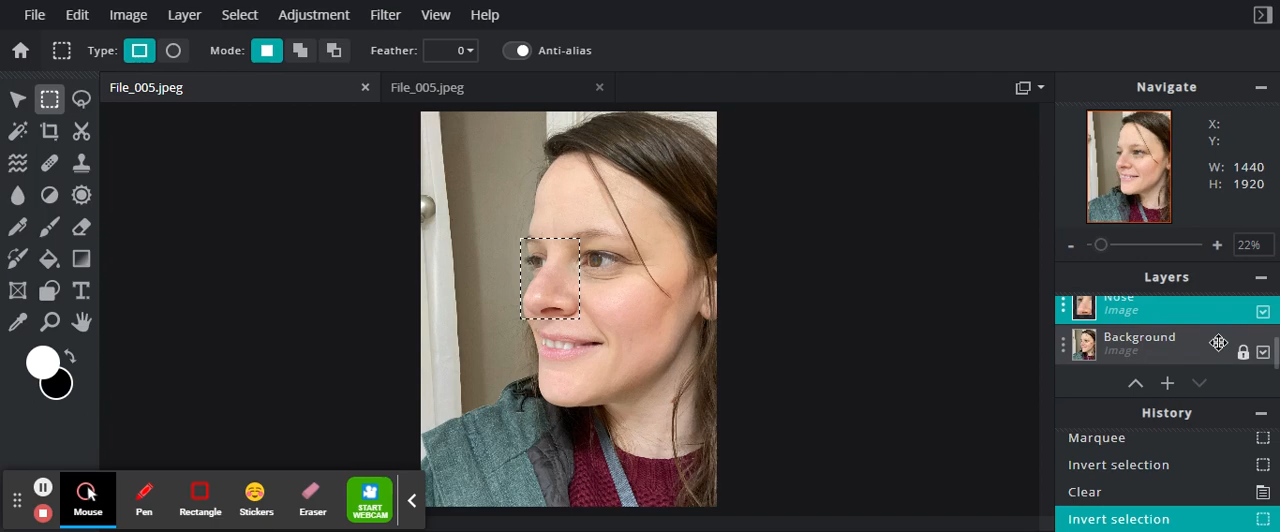 File Edit Image Layer Select Adjustment Filter View Help
Type: Mode: Feather: 0 Anti-alias
File_005.jpeg × File_005.jpeg ×
Navigate
X:
Y:
W: 1440
H: 1920
- + 22%
Layers
Nose
Image
Background
Image
History
Marquee
Invert selection
Clear
Invert selection
Mouse Pen Rectangle Stickers Eraser START
WEBCAM